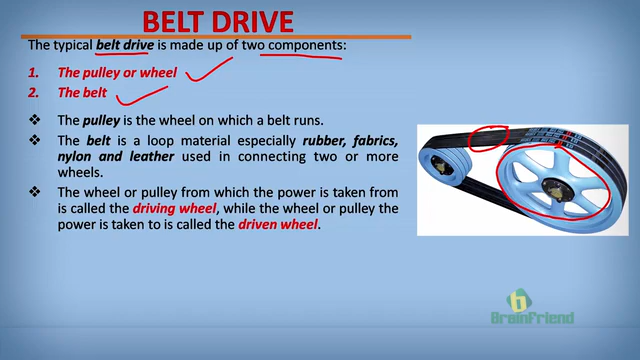 BELT DRIVE
The typical belt drive is made up of two components:
1. The pulley or wheel
2. The belt
❖ The pulley is the wheel on which a belt runs.
❖ The belt is a loop material especially rubber, fabrics,
nylon and leather used in connecting two or more
wheels.
❖ The wheel or pulley from which the power is taken from
is called the driving wheel, while the wheel or pulley the
power is taken to is called the driven wheel.
b
BrainFriend